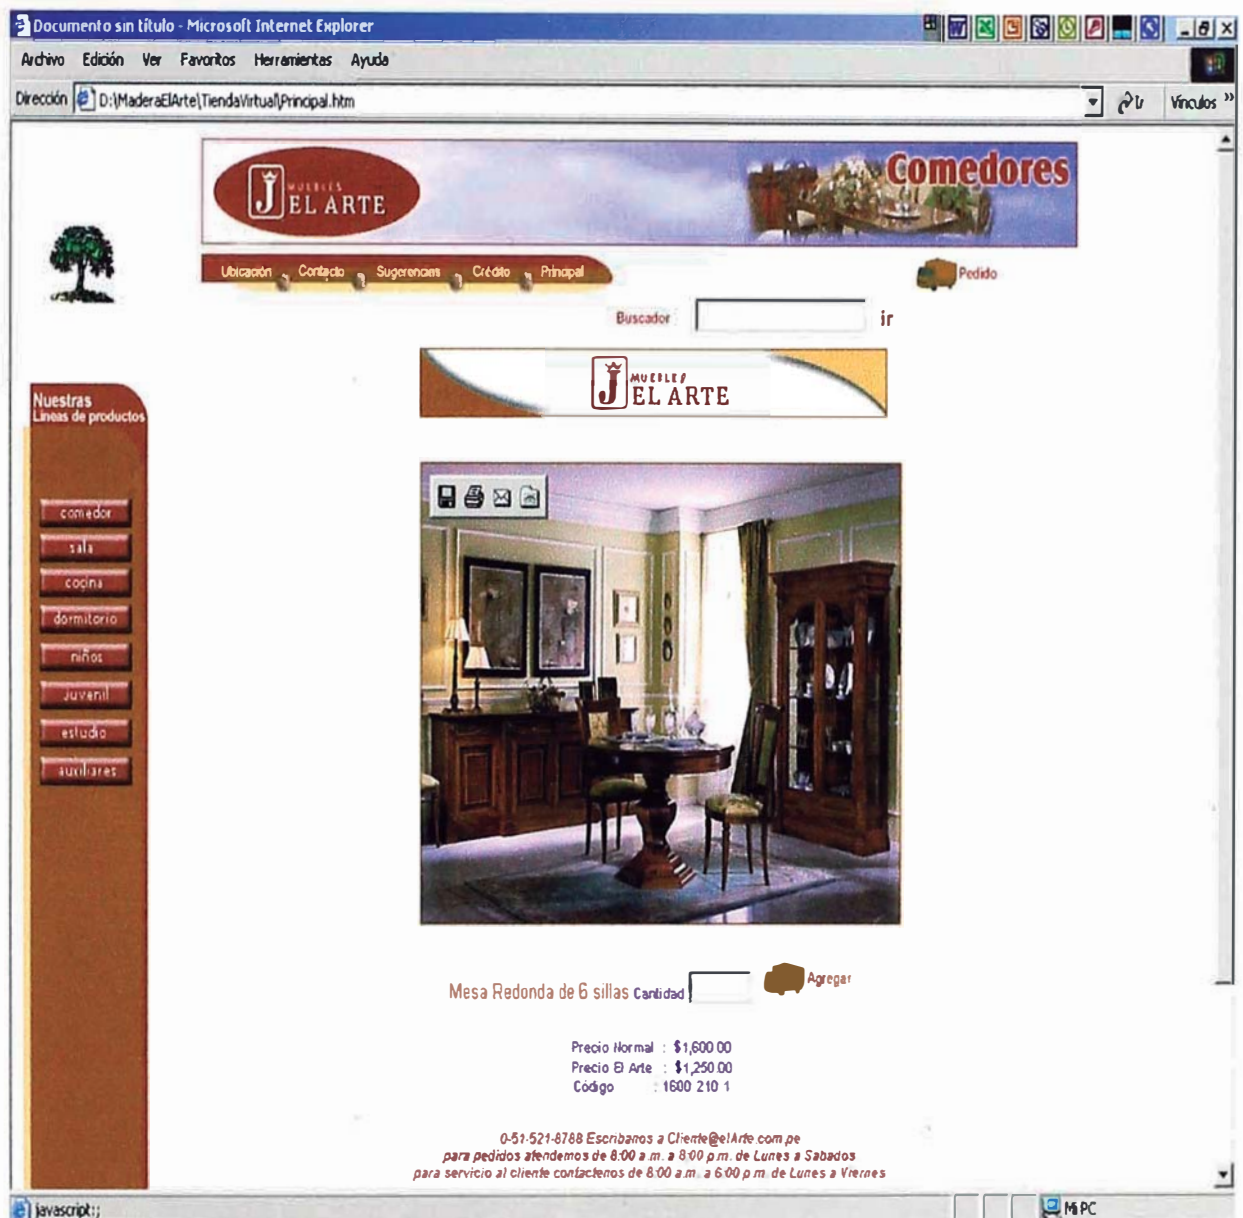 Documento sin título - Microsoft Internet Explorer
Archivo Edición Ver Favoritos Herramientas Ayuda
Dirección D:\MaderaElArte\TiendaVirtual\Principal.htm Ir Vínculos »
MUEBLES
EL ARTE
Comedores
Ubicación Contacto Sugerencias Crédito Principal
Pedido
Buscador ir
MUEBLES
EL ARTE
Nuestras
Lineas de productos
comedor
sala
cocina
dormitorio
niños
juvenil
estudio
auxiliares
Mesa Redonda de 6 sillas Cantidad Agregar
Precio Normal : $1,600.00
Precio El Arte : $1,250.00
Código : 1600 210 1
0-51-521-8788 Escribanos a Cliente@elArte.com.pe
para pedidos atendemos de 8:00 a.m. a 8:00 p.m. de Lunes a Sabados
para servicio al cliente contactenos de 8:00 a.m. a 6:00 p.m. de Lunes a Viernes
javascript:;
Mi PC